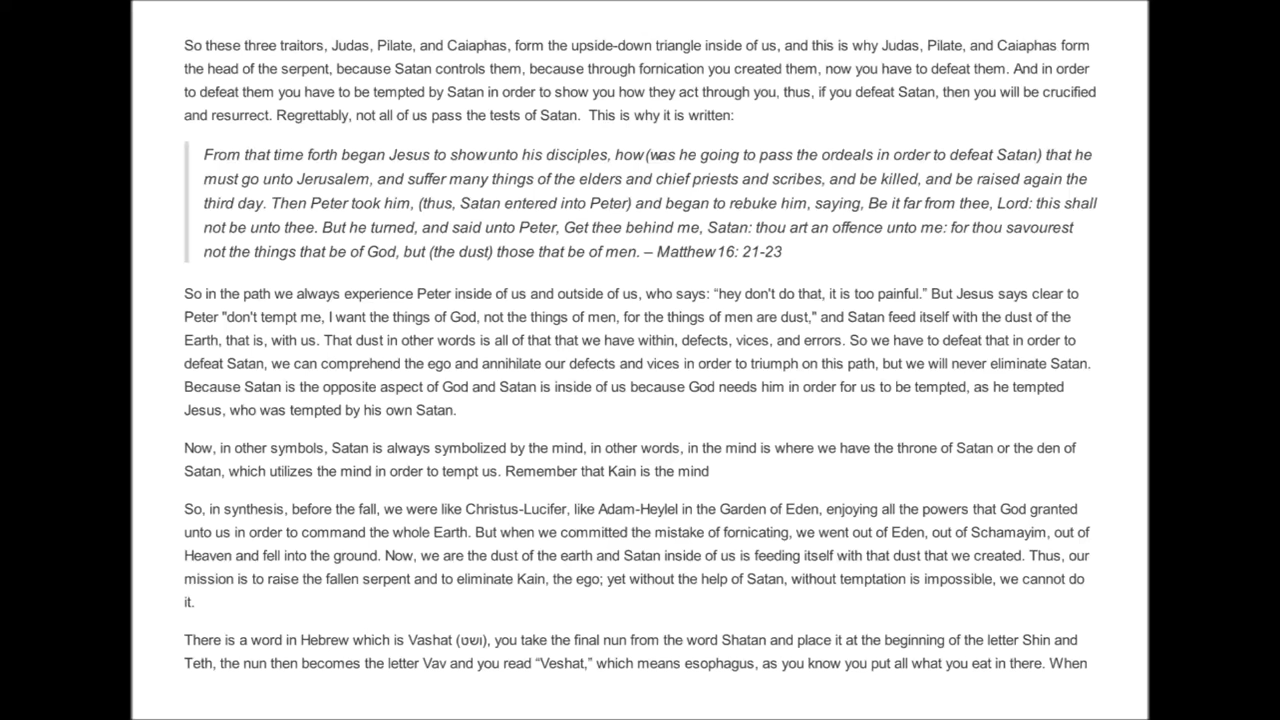 So these three traitors, Judas, Pilate, and Caiaphas, form the upside-down triangle inside of us, and this is why Judas, Pilate, and Caiaphas form
the head of the serpent, because Satan controls them, because through fornication you created them, now you have to defeat them. And in order
to defeat them you have to be tempted by Satan in order to show you how they act through you, thus, if you defeat Satan, then you will be crucified
and resurrect. Regrettably, not all of us pass the tests of Satan.  This is why it is written:
From that time forth began Jesus to show unto his disciples, how (was he going to pass the ordeals in order to defeat Satan) that he
must go unto Jerusalem, and suffer many things of the elders and chief priests and scribes, and be killed, and be raised again the
third day. Then Peter took him, (thus, Satan entered into Peter) and began to rebuke him, saying, Be it far from thee, Lord: this shall
not be unto thee. But he turned, and said unto Peter, Get thee behind me, Satan: thou art an offence unto me: for thou savourest
not the things that be of God, but (the dust) those that be of men. – Matthew 16: 21-23
So in the path we always experience Peter inside of us and outside of us, who says: “hey don't do that, it is too painful.” But Jesus says clear to
Peter "don't tempt me, I want the things of God, not the things of men, for the things of men are dust," and Satan feed itself with the dust of the
Earth, that is, with us. That dust in other words is all of that that we have within, defects, vices, and errors. So we have to defeat that in order to
defeat Satan, we can comprehend the ego and annihilate our defects and vices in order to triumph on this path, but we will never eliminate Satan.
Because Satan is the opposite aspect of God and Satan is inside of us because God needs him in order for us to be tempted, as he tempted
Jesus, who was tempted by his own Satan.
Now, in other symbols, Satan is always symbolized by the mind, in other words, in the mind is where we have the throne of Satan or the den of
Satan, which utilizes the mind in order to tempt us. Remember that Kain is the mind
So, in synthesis, before the fall, we were like Christus-Lucifer, like Adam-Heylel in the Garden of Eden, enjoying all the powers that God granted
unto us in order to command the whole Earth. But when we committed the mistake of fornicating, we went out of Eden, out of Schamayim, out of
Heaven and fell into the ground. Now, we are the dust of the earth and Satan inside of us is feeding itself with that dust that we created. Thus, our
mission is to raise the fallen serpent and to eliminate Kain, the ego; yet without the help of Satan, without temptation is impossible, we cannot do
it.
There is a word in Hebrew which is Vashat (ושט), you take the final nun from the word Shatan and place it at the beginning of the letter Shin and
Teth, the nun then becomes the letter Vav and you read “Veshat,” which means esophagus, as you know you put all what you eat in there. When